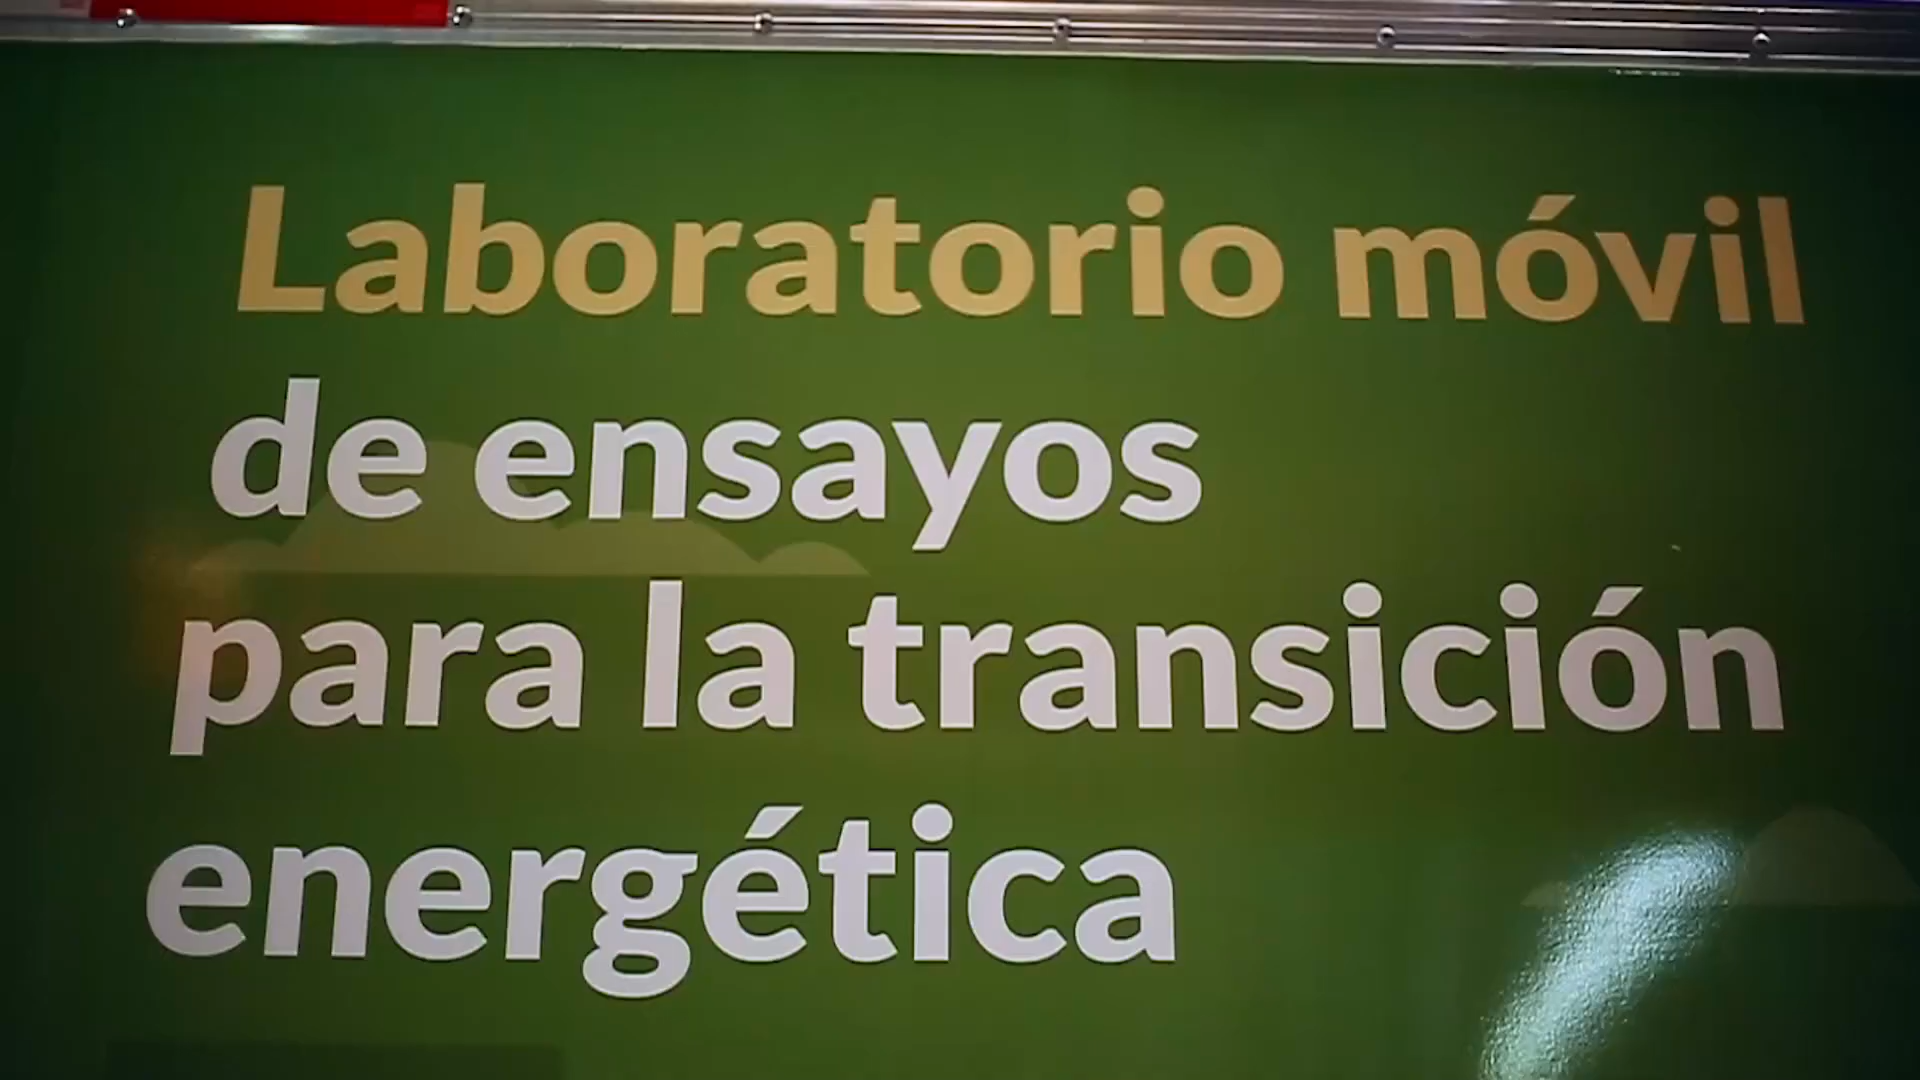 Laboratorio móvil
de ensayos
para la transición
energética